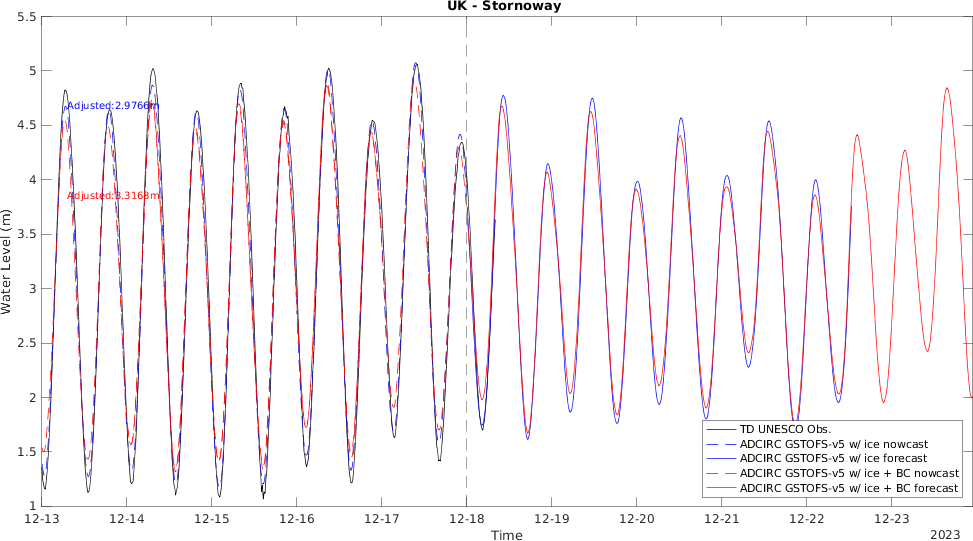 UK - Stornoway
5.5
5
4.5
4
3.5
3
2.5
2
1.5
1
Water Level (m)
Adjusted:2.9766m
Adjusted:3.3168m
TD UNESCO Obs.
ADCIRC GSTOFS-v5 w/ ice nowcast
ADCIRC GSTOFS-v5 w/ ice forecast
ADCIRC GSTOFS-v5 w/ ice + BC nowcast
ADCIRC GSTOFS-v5 w/ ice + BC forecast
12-13 12-14 12-15 12-16 12-17 12-18 12-19 12-20 12-21 12-22 12-23
Time
2023